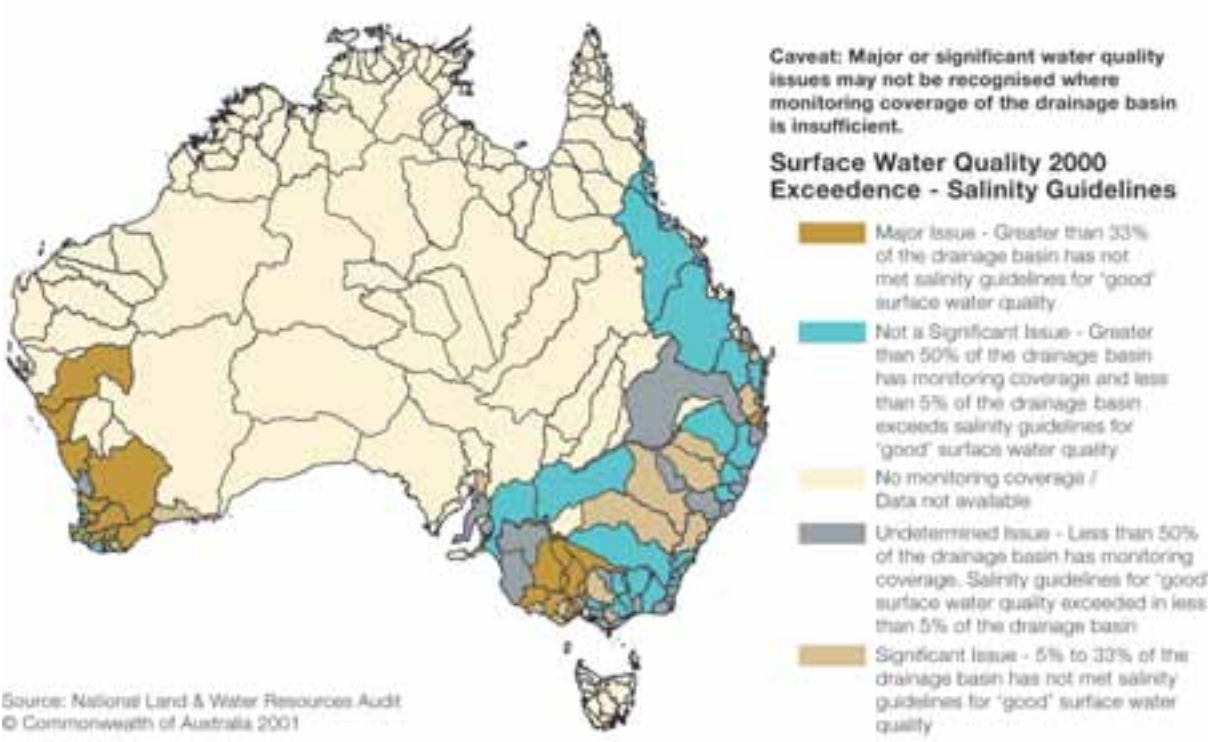 Caveat: Major or significant water quality
issues may not be recognised where
monitoring coverage of the drainage basin
is insufficient.
Surface Water Quality 2000
Exceedence - Salinity Guidelines
Major Issue - Greater than 33%
of the drainage basin has not
met salinity guidelines for "good"
surface water quality
Not a Significant Issue - Greater
than 50% of the drainage basin
has monitoring coverage and less
than 5% of the drainage basin
exceeds salinity guidelines for
"good" surface water quality
No monitoring coverage /
Data not available
Undetermined Issue - Less than 50%
of the drainage basin has monitoring
coverage. Salinity guidelines for "good"
surface water quality exceeded in less
than 5% of the drainage basin
Significant Issue - 5% to 33% of the
drainage basin has not met salinity
guidelines for "good" surface water
quality
Source: National Land & Water Resources Audit
© Commonwealth of Australia 2001